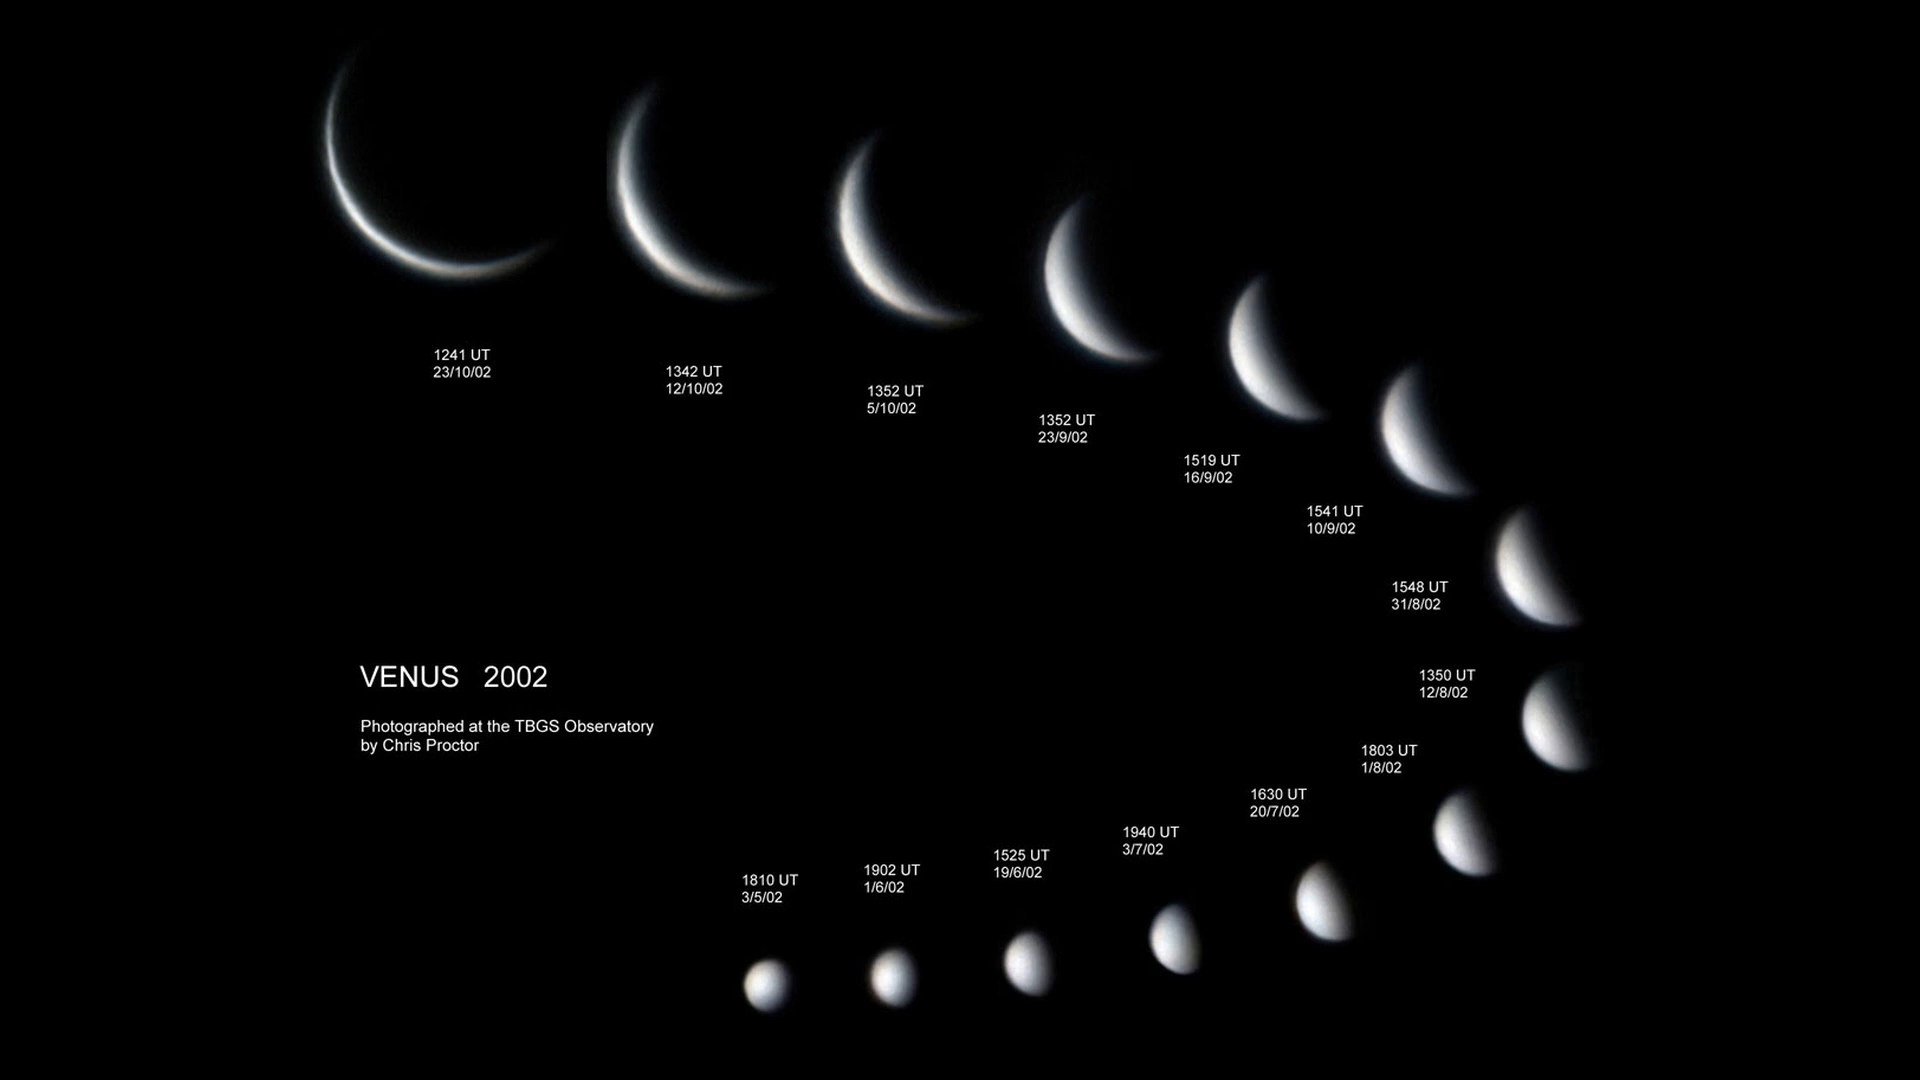 1241 UT
23/10/02
1342 UT
12/10/02
1352 UT
5/10/02
1352 UT
23/9/02
1519 UT
16/9/02
1541 UT
10/9/02
1548 UT
31/8/02
1350 UT
12/8/02
1803 UT
1/8/02
1630 UT
20/7/02
1940 UT
3/7/02
1525 UT
19/6/02
1902 UT
1/6/02
1810 UT
3/5/02
VENUS 2002
Photographed at the TBGS Observatory
by Chris Proctor